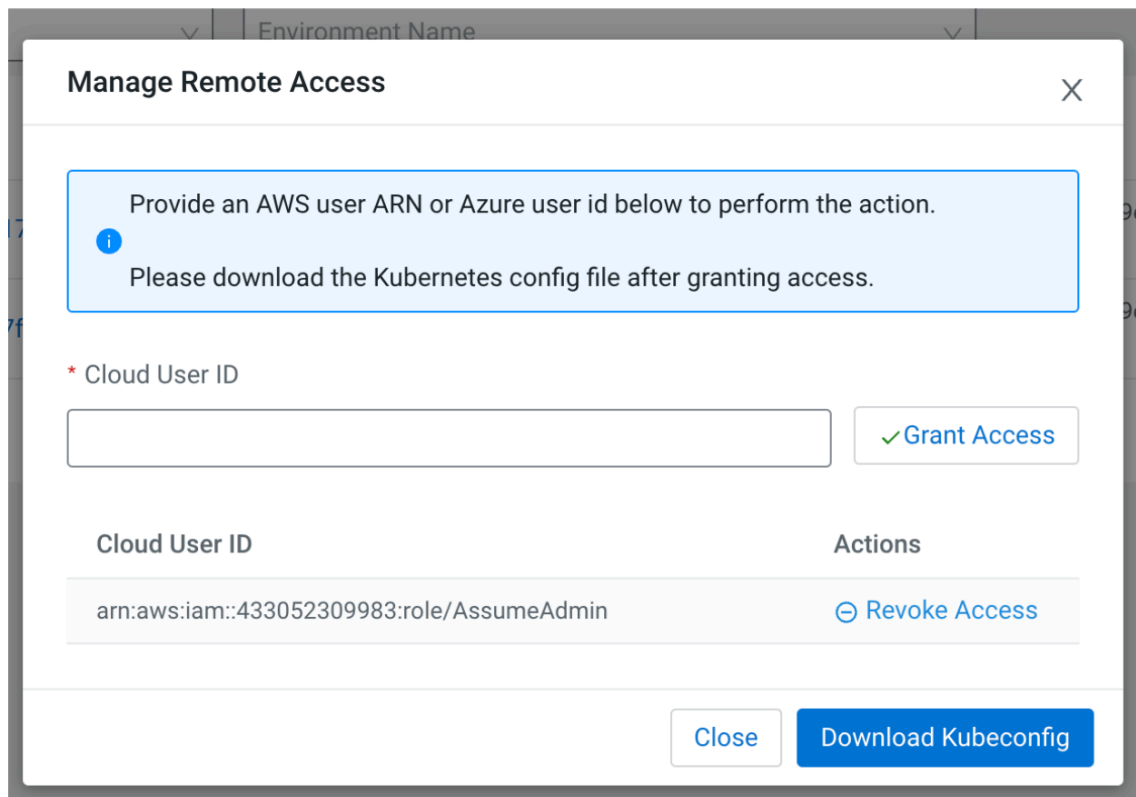 Environment Name
Manage Remote Access
Provide an AWS user ARN or Azure user id below to perform the action.
Please download the Kubernetes config file after granting access.
* Cloud User ID
Grant Access
Cloud User ID Actions
arn:aws:iam::433052309983:role/AssumeAdmin Revoke Access
Close Download Kubeconfig